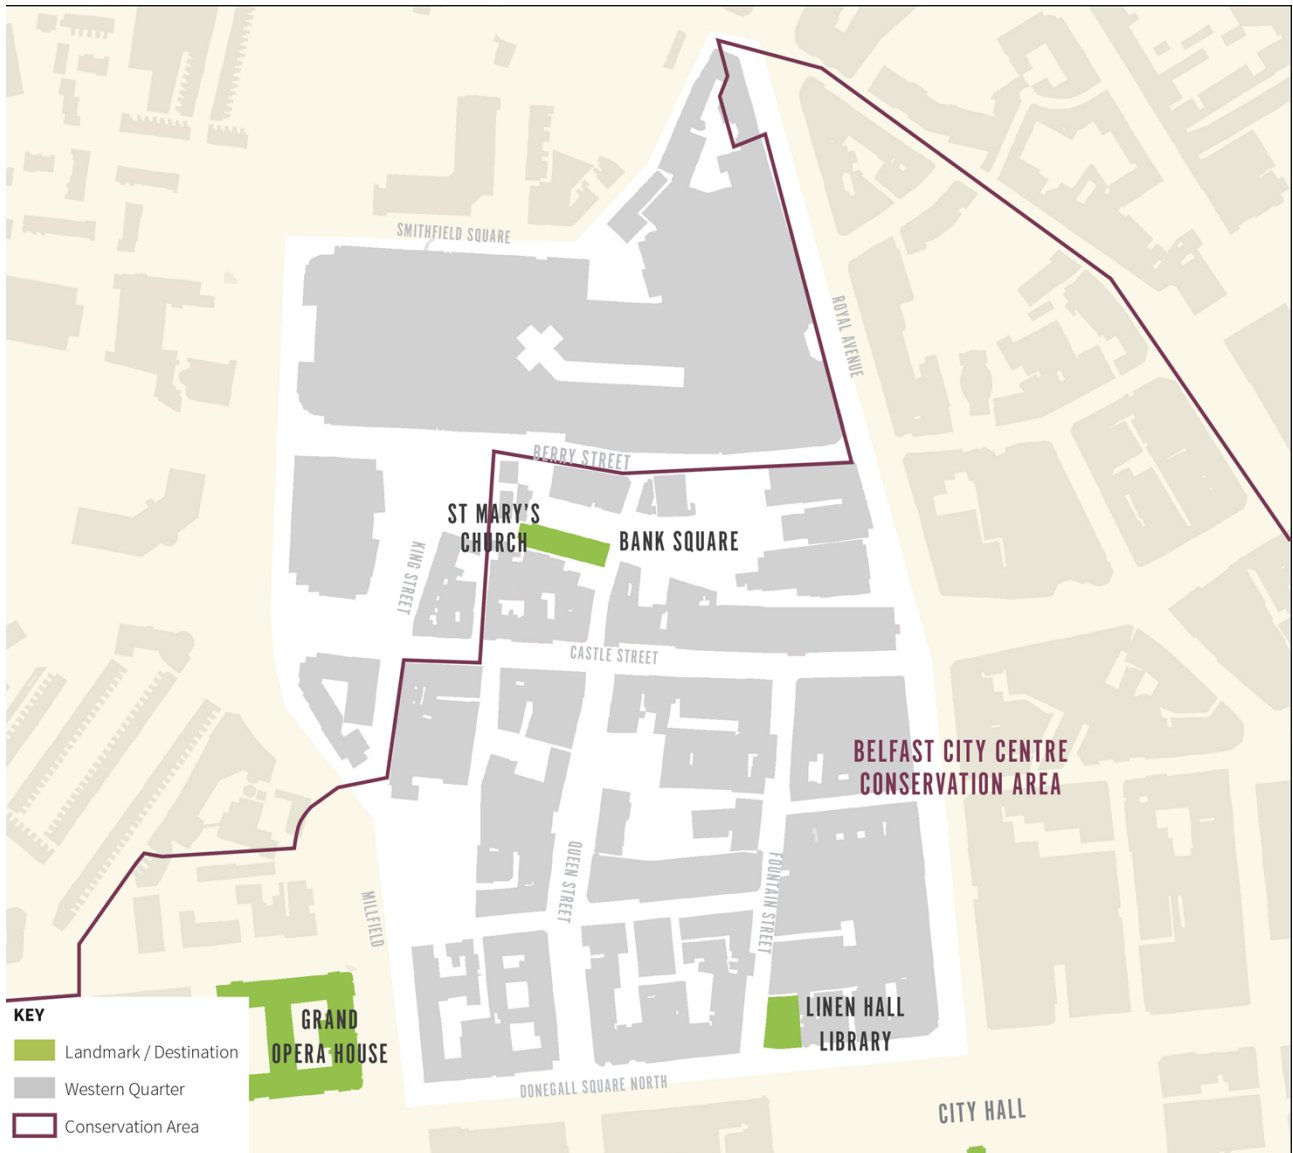 SMITHFIELD SQUARE
ROYAL AVENUE
BERRY STREET
ST MARY'S
CHURCH
BANK SQUARE
KING STREET
CASTLE STREET
BELFAST CITY CENTRE
CONSERVATION AREA
QUEEN STREET
FOUNTAIN STREET
MILLFIELD
GRAND
OPERA HOUSE
LINEN HALL
LIBRARY
DONEGALL SQUARE NORTH
CITY HALL
KEY
Landmark / Destination
Western Quarter
Conservation Area